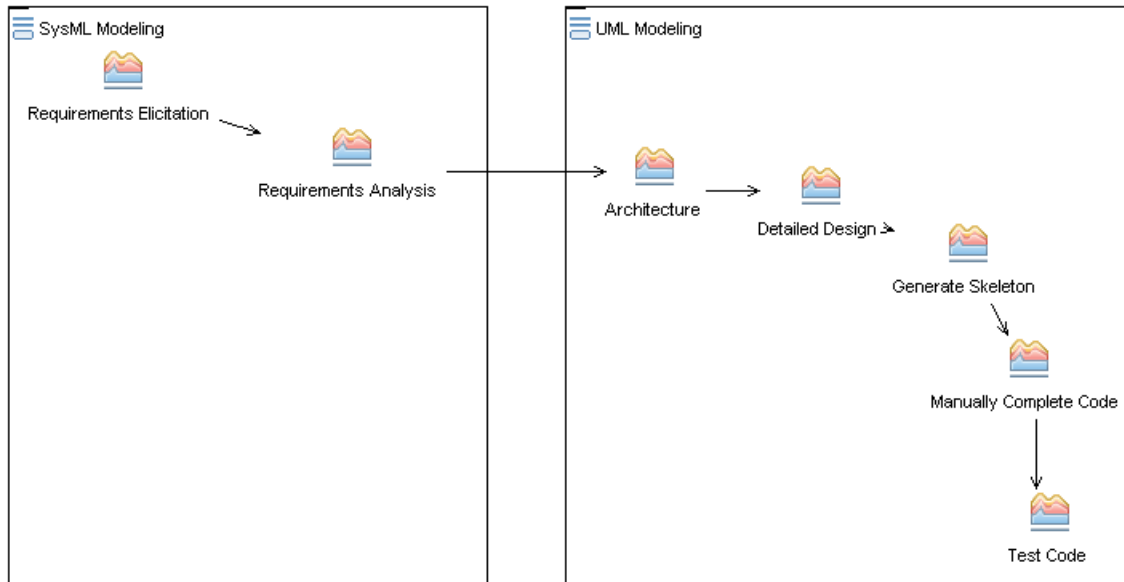 SysML Modeling
Requirements Elicitation
Requirements Analysis
UML Modeling
Architecture
Detailed Design
Generate Skeleton
Manually Complete Code
Test Code